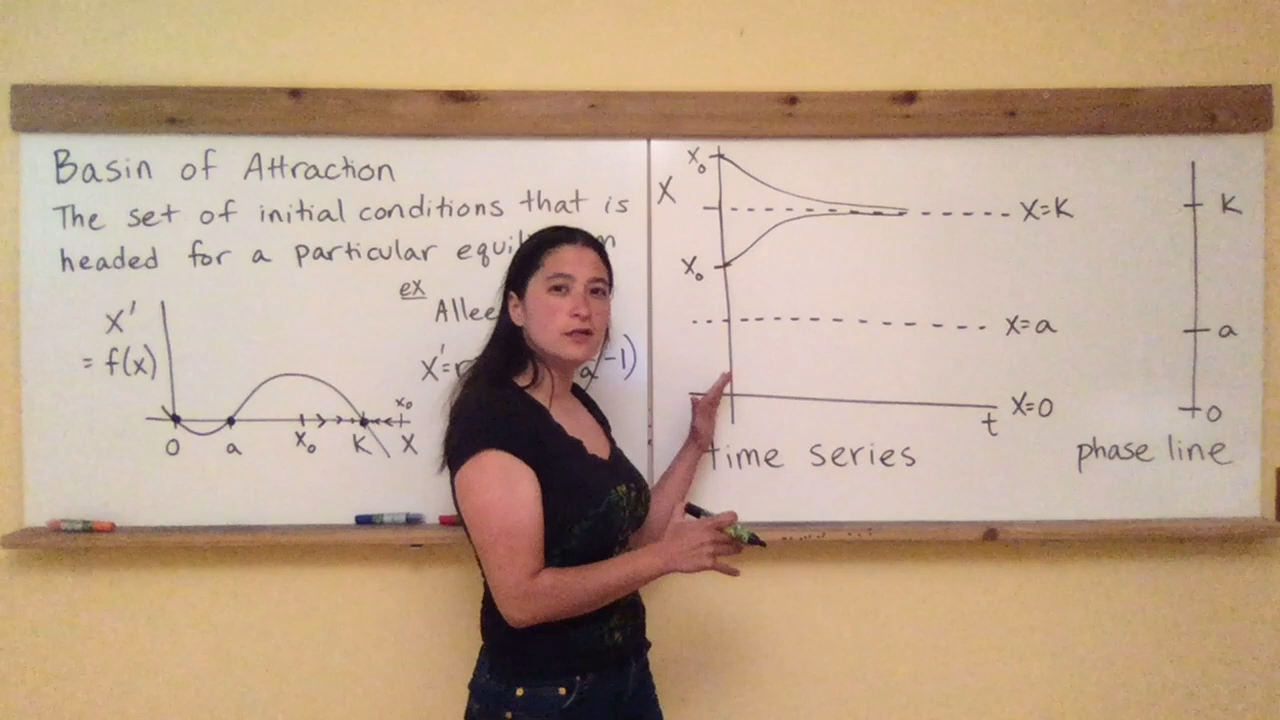 Basin of Attraction
The set of initial conditions that is
headed for a particular
ex
Allee
X'
= f(x)
X'=
-1)
x₀
0 a X₀ K X
X₀
X
X=K
X₀
X=a
X=0
t
time series
K
a
0
phase line